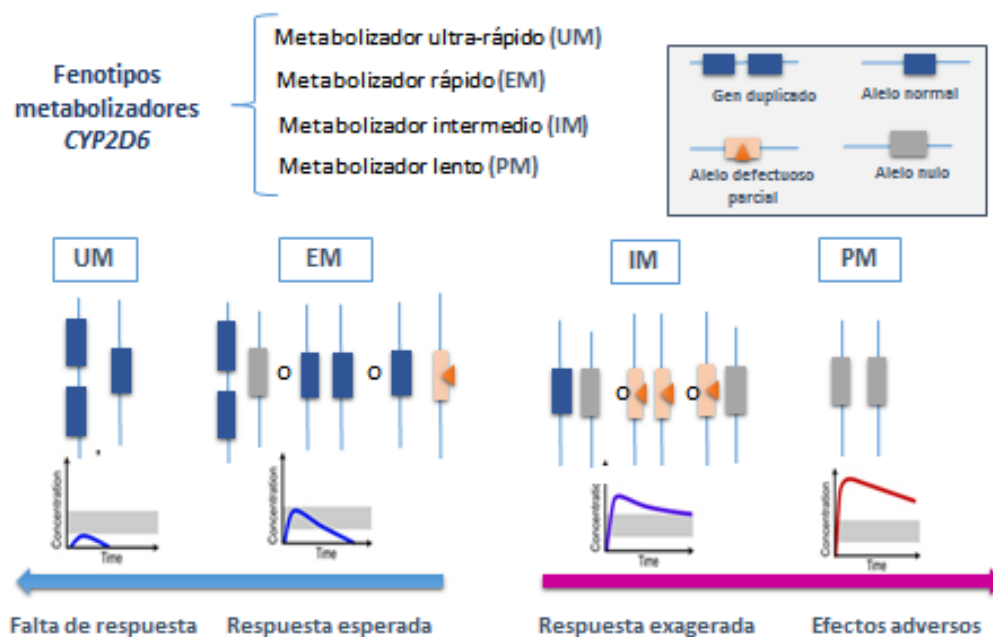 Fenotipos
metabolizadores
CYP2D6
Metabolizador ultra-rápido (UM)
Metabolizador rápido (EM)
Metabolizador intermedio (IM)
Metabolizador lento (PM)
Gen duplicado
Alelo normal
Alelo defectuoso
parcial
Alelo nulo
UM
EM
IM
PM
o
o
o
o
Concentration
Time
Concentration
Time
Concentratio
Time
Concentration
Time
Falta de respuesta
Respuesta esperada
Respuesta exagerada
Efectos adversos